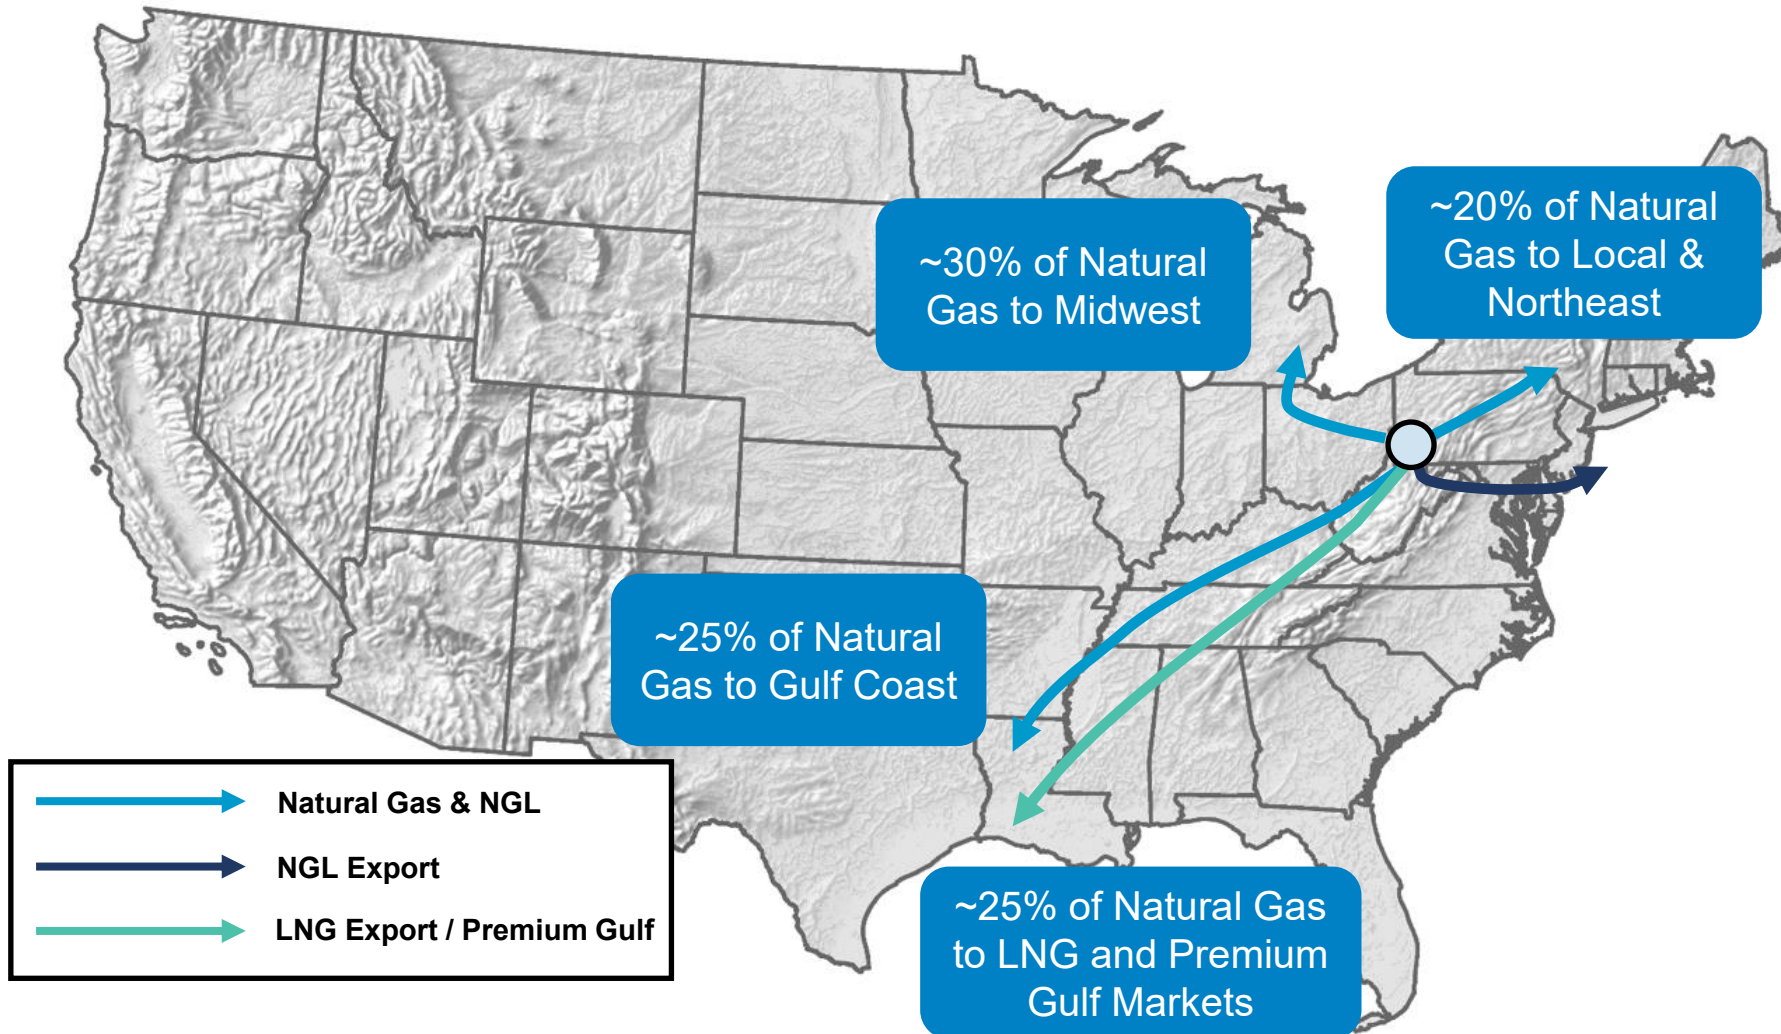 ~20% of Natural
Gas to Local &
Northeast
~30% of Natural
Gas to Midwest
~25% of Natural
Gas to Gulf Coast
Natural Gas & NGL
NGL Export
LNG Export / Premium Gulf
~25% of Natural Gas
to LNG and Premium
Gulf Markets